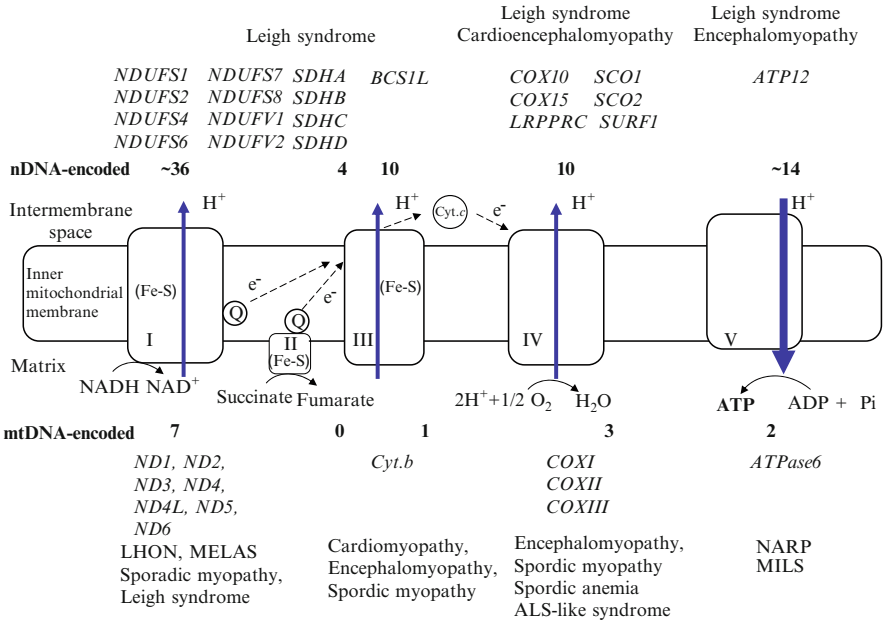 Leigh syndrome
Leigh syndrome
Cardioencephalomyopathy
Leigh syndrome
Encephalomyopathy
NDUFS1 NDUFS7 SDHA BCS1L COX10 SCO1 ATP12
NDUFS2 NDUFS8 SDHB COX15 SCO2
NDUFS4 NDUFV1 SDHC LRPPRC SURF1
NDUFS6 NDUFV2 SDHD
nDNA-encoded ~36 4 10 10 ~14
Intermembrane
space
H+ H+ Cyt.c e- H+ H+
Inner
mitochondrial
membrane
(Fe-S) e- Q e- Q (Fe-S)
I II III IV V
(Fe-S)
Matrix
NADH NAD+
Succinate Fumarate
2H++1/2 O2 H2O
ATP ADP + Pi
mtDNA-encoded 7 0 1 3 2
ND1, ND2,
ND3, ND4,
ND4L, ND5,
ND6
LHON, MELAS
Sporadic myopathy,
Leigh syndrome
Cyt.b
Cardiomyopathy,
Encephalomyopathy,
Spordic myopathy
COXI
COXII
COXIII
Encephalomyopathy,
Spordic myopathy
Spordic anemia
ALS-like syndrome
ATPase6
NARP
MILS